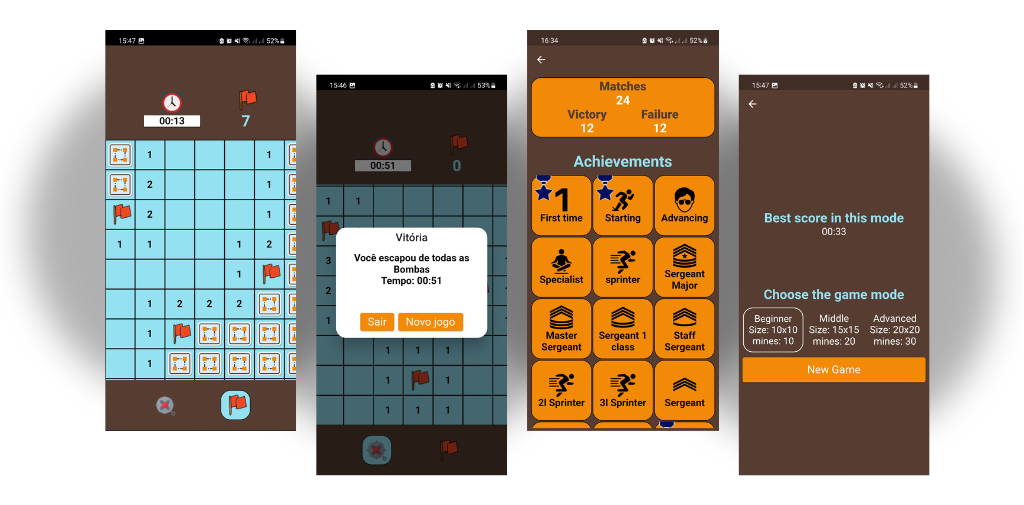 15:47
52%
00:13
7
1
1
2
1
2
1
1
1
1
2
1
1
2
2
2
1
1
15:46
53%
00:51
0
1
1
3
2
1
Vitória
Você escapou de todas as
Bombas
Tempo: 00:51
Sair
Novo jogo
1
1
1
1
1
1
1
1
16:34
52%
Matches
24
Victory
Failure
12
12
Achievements
1
First time
Starting
Advancing
Specialist
sprinter
Sergeant
Major
Master
Sergeant
Sergeant 1
class
Staff
Sergeant
2l Sprinter
3l Sprinter
Sergeant
15:47
52%
Best score in this mode
00:33
Choose the game mode
Beginner
Size: 10x10
mines: 10
Middle
Size: 15x15
mines: 20
Advanced
Size: 20x20
mines: 30
New Game